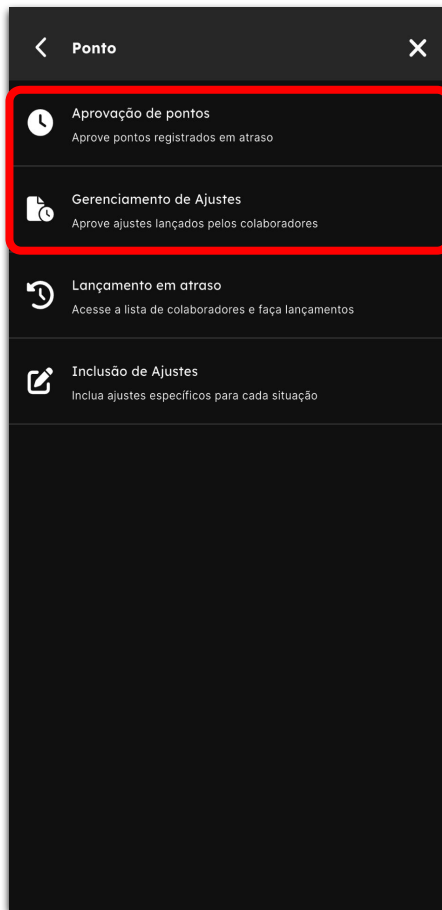 Ponto
Aprovação de pontos
Aprove pontos registrados em atraso
Gerenciamento de Ajustes
Aprove ajustes lançados pelos colaboradores
Lançamento em atraso
Acesse a lista de colaboradores e faça lançamentos
Inclusão de Ajustes
Inclua ajustes específicos para cada situação